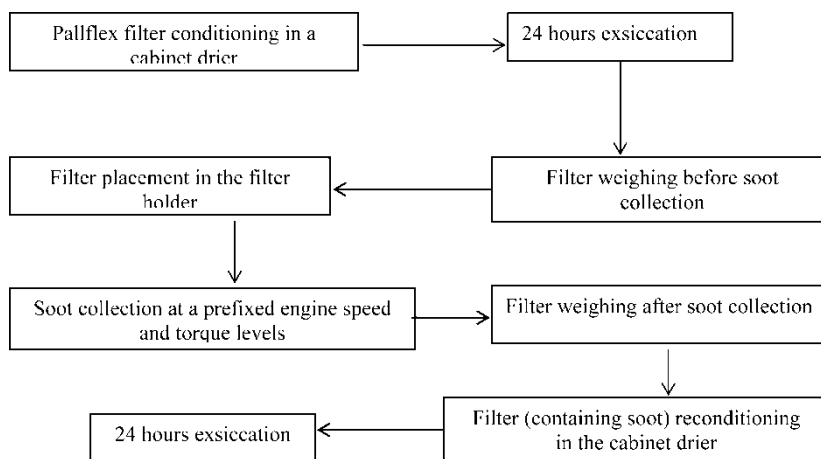 Pallflex filter conditioning in a
cabinet drier
24 hours exsiccation
Filter weighing before soot
collection
Filter placement in the filter
holder
Soot collection at a prefixed engine speed
and torque levels
Filter weighing after soot collection
Filter (containing soot) reconditioning
in the cabinet drier
24 hours exsiccation